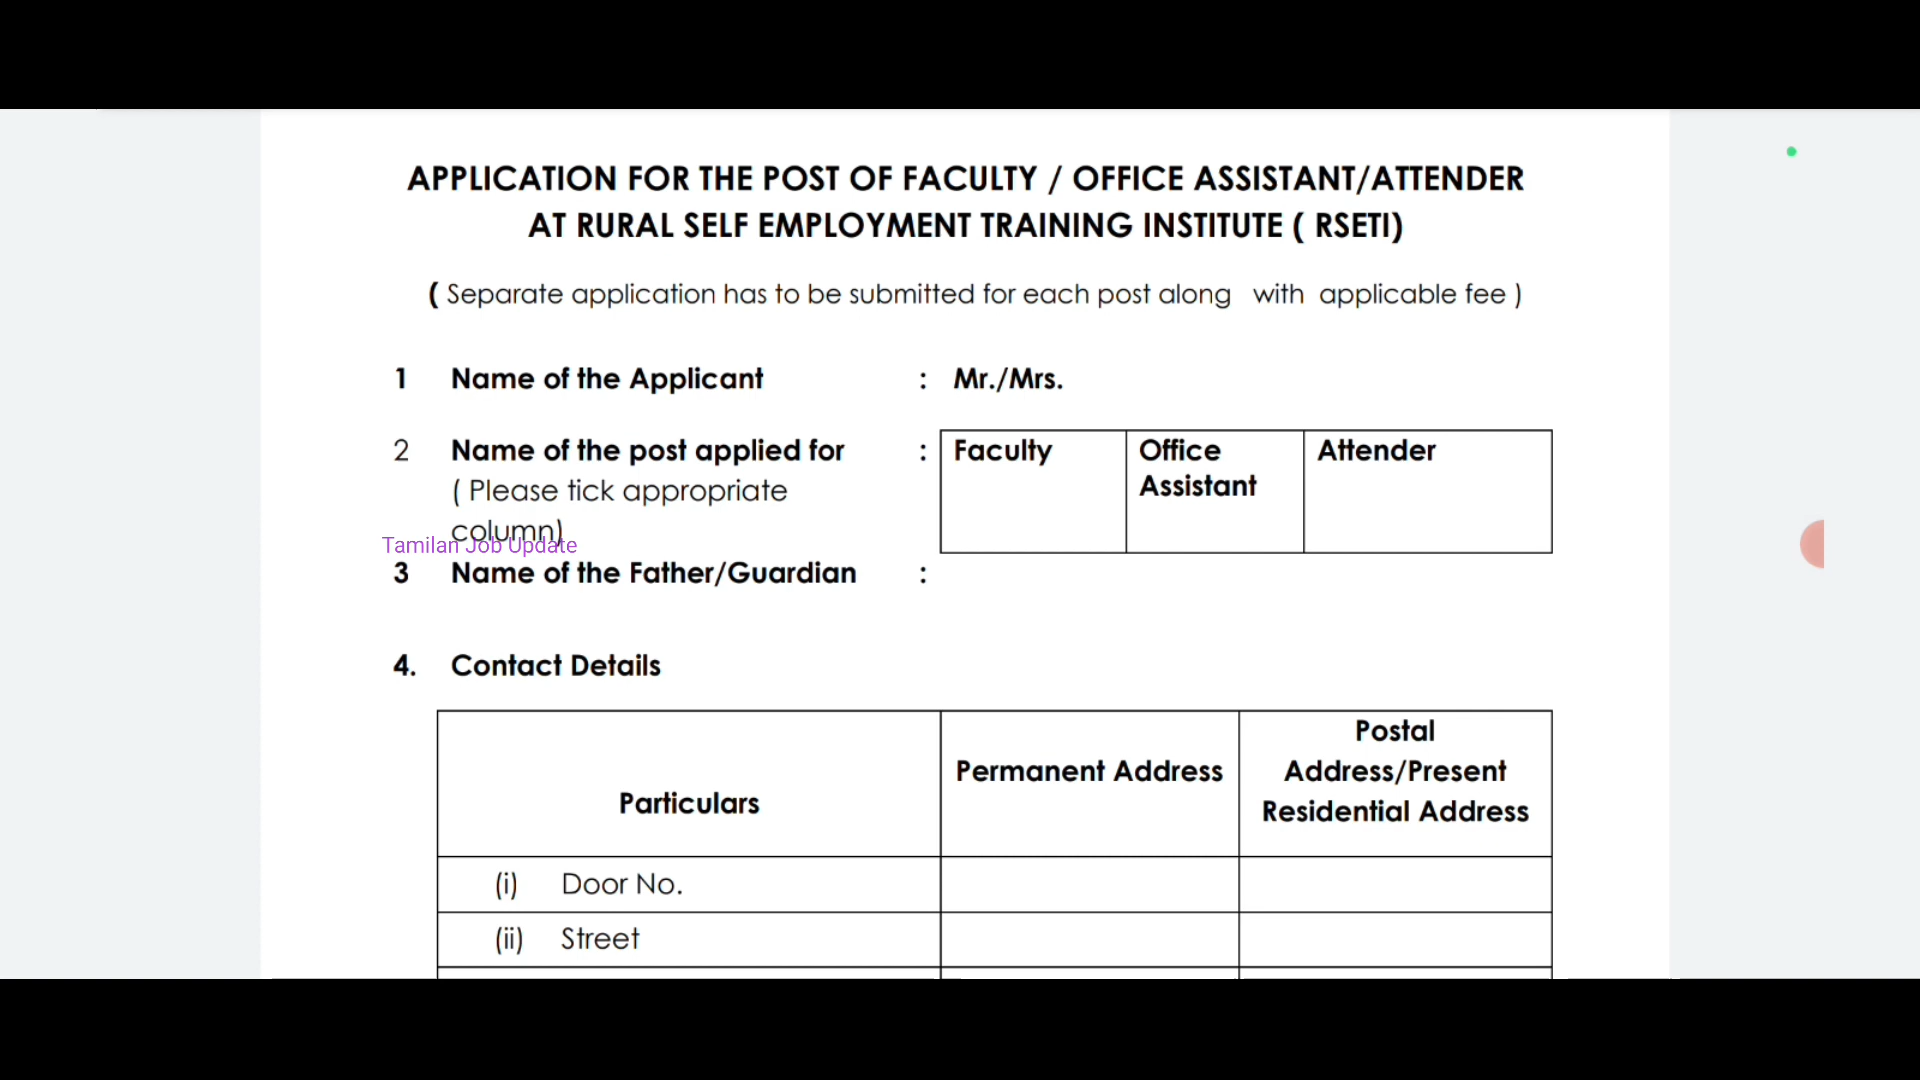 APPLICATION FOR THE POST OF FACULTY / OFFICE ASSISTANT/ATTENDER
AT RURAL SELF EMPLOYMENT TRAINING INSTITUTE ( RSETI)
( Separate application has to be submitted for each post along with applicable fee )
1 Name of the Applicant : Mr./Mrs.
2 Name of the post applied for : Faculty Office Attender
( Please tick appropriate Assistant
column)
Tamilan Job Update
3 Name of the Father/Guardian :
4. Contact Details
Postal
Permanent Address Address/Present
Particulars Residential Address
(i) Door No.
(ii) Street